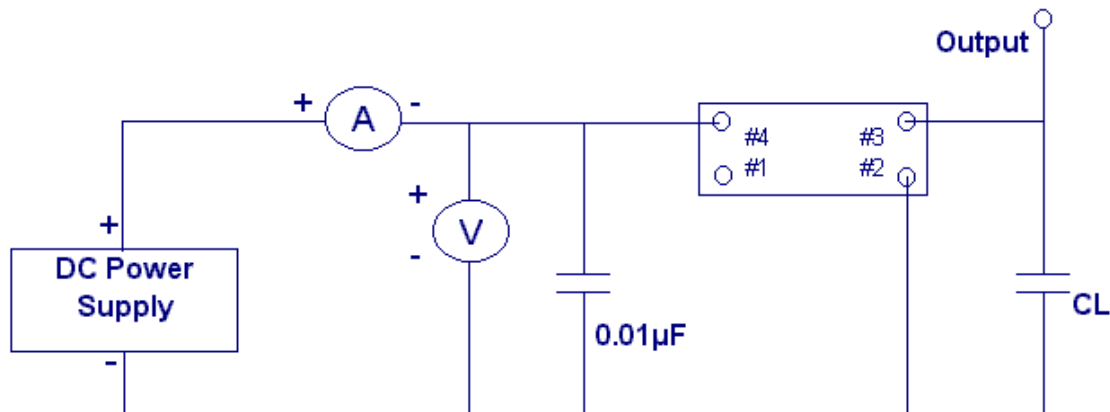 Output
+ A -
#4 #3
#1 #2
+
V
-
+
DC Power
Supply
-
0.01µF
CL